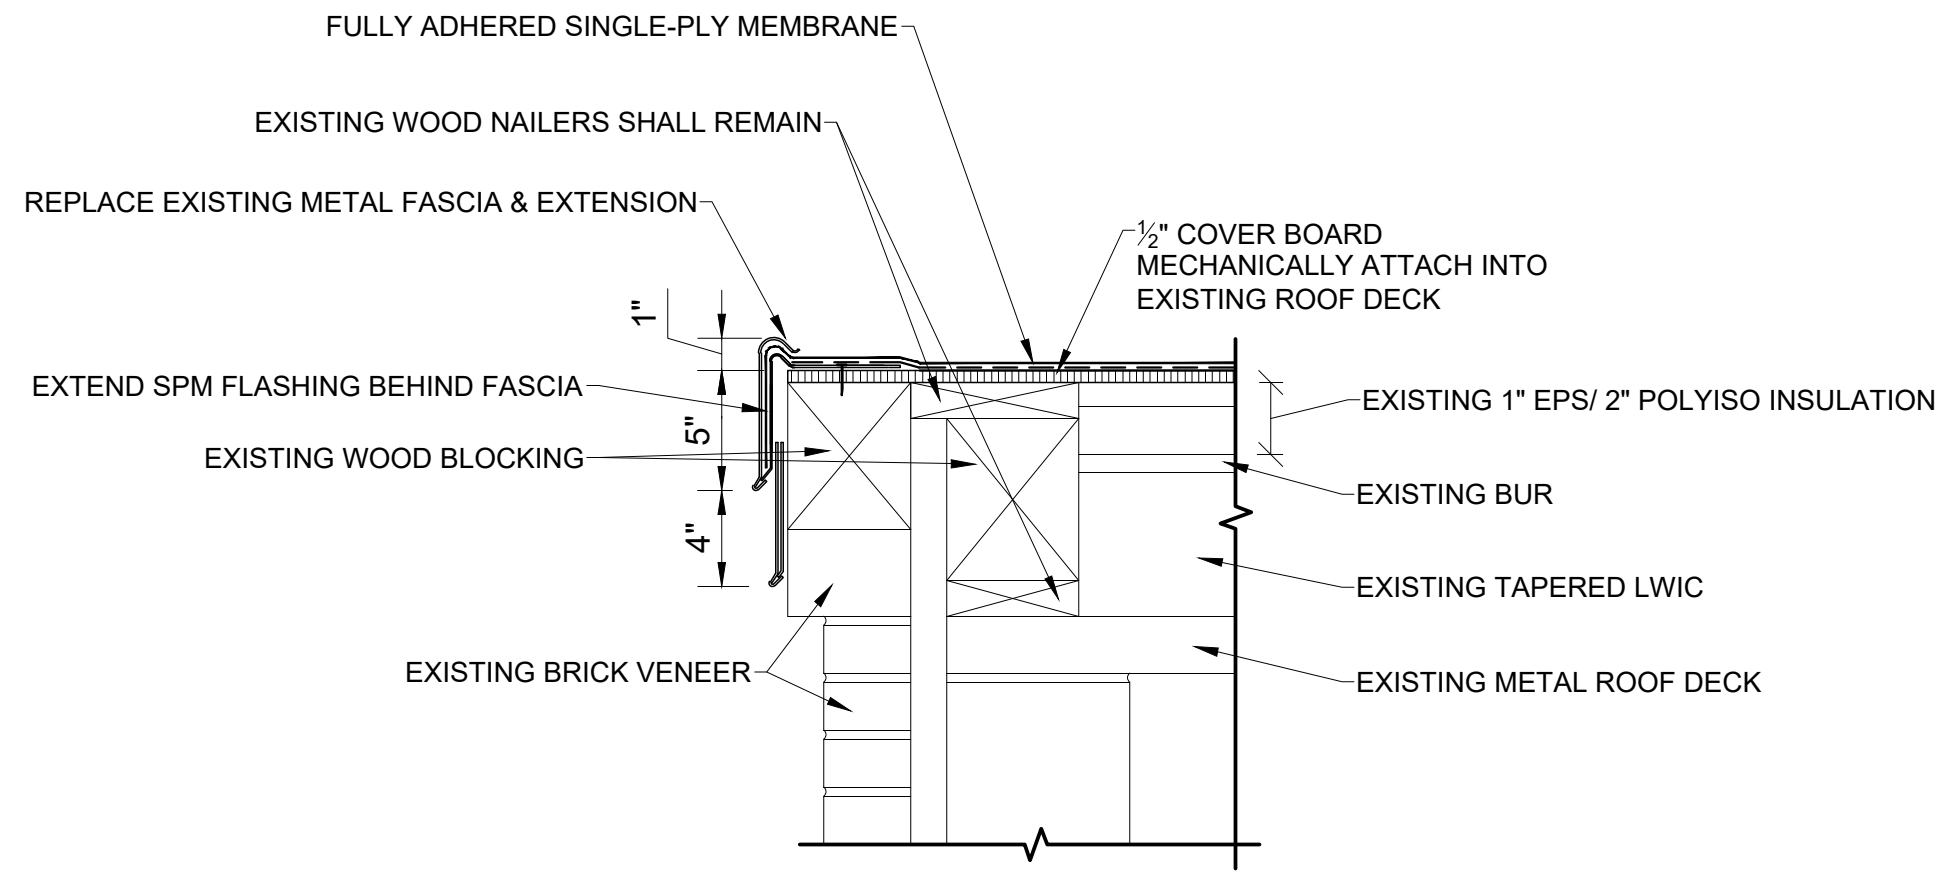 FULLY ADHERED SINGLE-PLY MEMBRANE
EXISTING WOOD NAILERS SHALL REMAIN
REPLACE EXISTING METAL FASCIA & EXTENSION
½" COVER BOARD
MECHANICALLY ATTACH INTO
EXISTING ROOF DECK
1"
EXTEND SPM FLASHING BEHIND FASCIA
EXISTING 1" EPS/ 2" POLYISO INSULATION
5"
EXISTING WOOD BLOCKING
EXISTING BUR
4"
EXISTING TAPERED LWIC
EXISTING BRICK VENEER
EXISTING METAL ROOF DECK